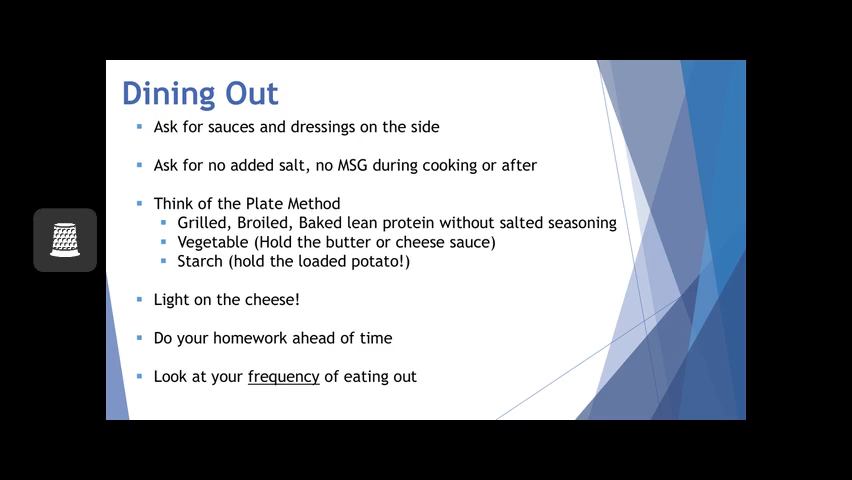 Dining Out
Ask for sauces and dressings on the side
Ask for no added salt, no MSG during cooking or after
Think of the Plate Method
Grilled, Broiled, Baked lean protein without salted seasoning
Vegetable (Hold the butter or cheese sauce)
Starch (hold the loaded potato!)
Light on the cheese!
Do your homework ahead of time
Look at your frequency of eating out